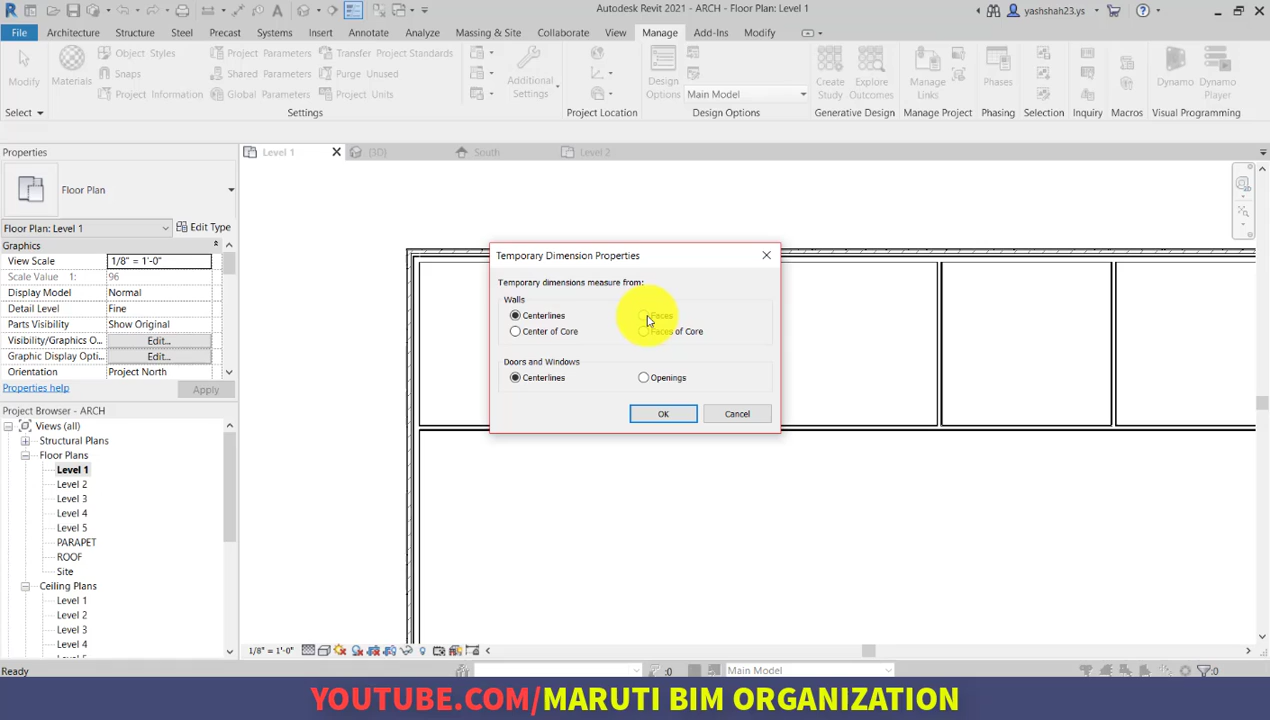 Autodesk Revit 2021 - ARCH - Floor Plan: Level 1
yashshah23.ys
File Architecture Structure Steel Precast Systems Insert Annotate Analyze Massing & Site Collaborate View Manage Add-Ins Modify
Modify
Materials
Object Styles
Snaps
Project Information
Project Parameters
Shared Parameters
Global Parameters
Transfer Project Standards
Purge Unused
Project Units
Additional
Settings
Design
Options
Main Model
Create
Study
Explore
Outcomes
Manage
Links
Phases
Dynamo
Dynamo
Player
Select
Settings
Project Location
Design Options
Generative Design
Manage Project
Phasing
Selection
Inquiry
Macros
Visual Programming
Properties
Level 1
{3D}
South
Level 2
Floor Plan
Floor Plan: Level 1
Edit Type
Graphics
View Scale 1/8" = 1'-0"
Scale Value 1: 96
Display Model Normal
Detail Level Fine
Parts Visibility Show Original
Visibility/Graphics O... Edit...
Graphic Display Opti... Edit...
Orientation Project North
Properties help
Apply
Project Browser - ARCH
Views (all)
Structural Plans
Floor Plans
Level 1
Level 2
Level 3
Level 4
Level 5
PARAPET
ROOF
Site
Ceiling Plans
Level 1
Level 2
Level 3
Level 4
Temporary Dimension Properties
Temporary dimensions measure from:
Walls
Centerlines Faces
Center of Core Faces of Core
Doors and Windows
Centerlines Openings
OK Cancel
1/8" = 1'-0"
Ready
:0
Main Model
:0
YOUTUBE.COM/MARUTI BIM ORGANIZATION